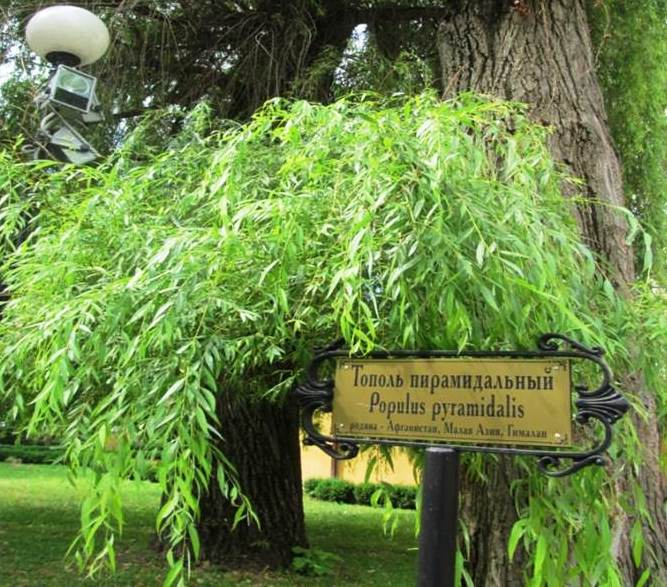 Тополь пирамидальный
Populus pyramidalis
родина - Афганистан, Малая Азия, Гималаи